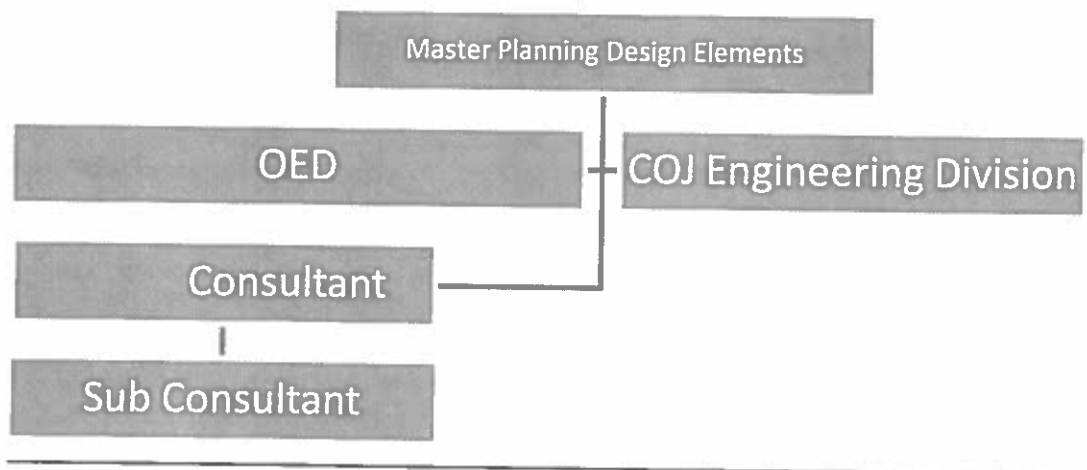 Master Planning Design Elements
OED
COJ Engineering Division
Consultant
Sub Consultant